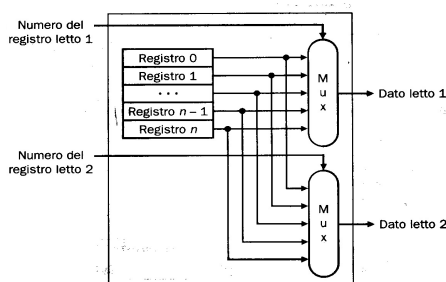 Numero del
registro letto 1
Registro 0
Registro 1
...
Registro n – 1
Registro n
M
u
x
Dato letto 1
Numero del
registro letto 2
M
u
x
Dato letto 2